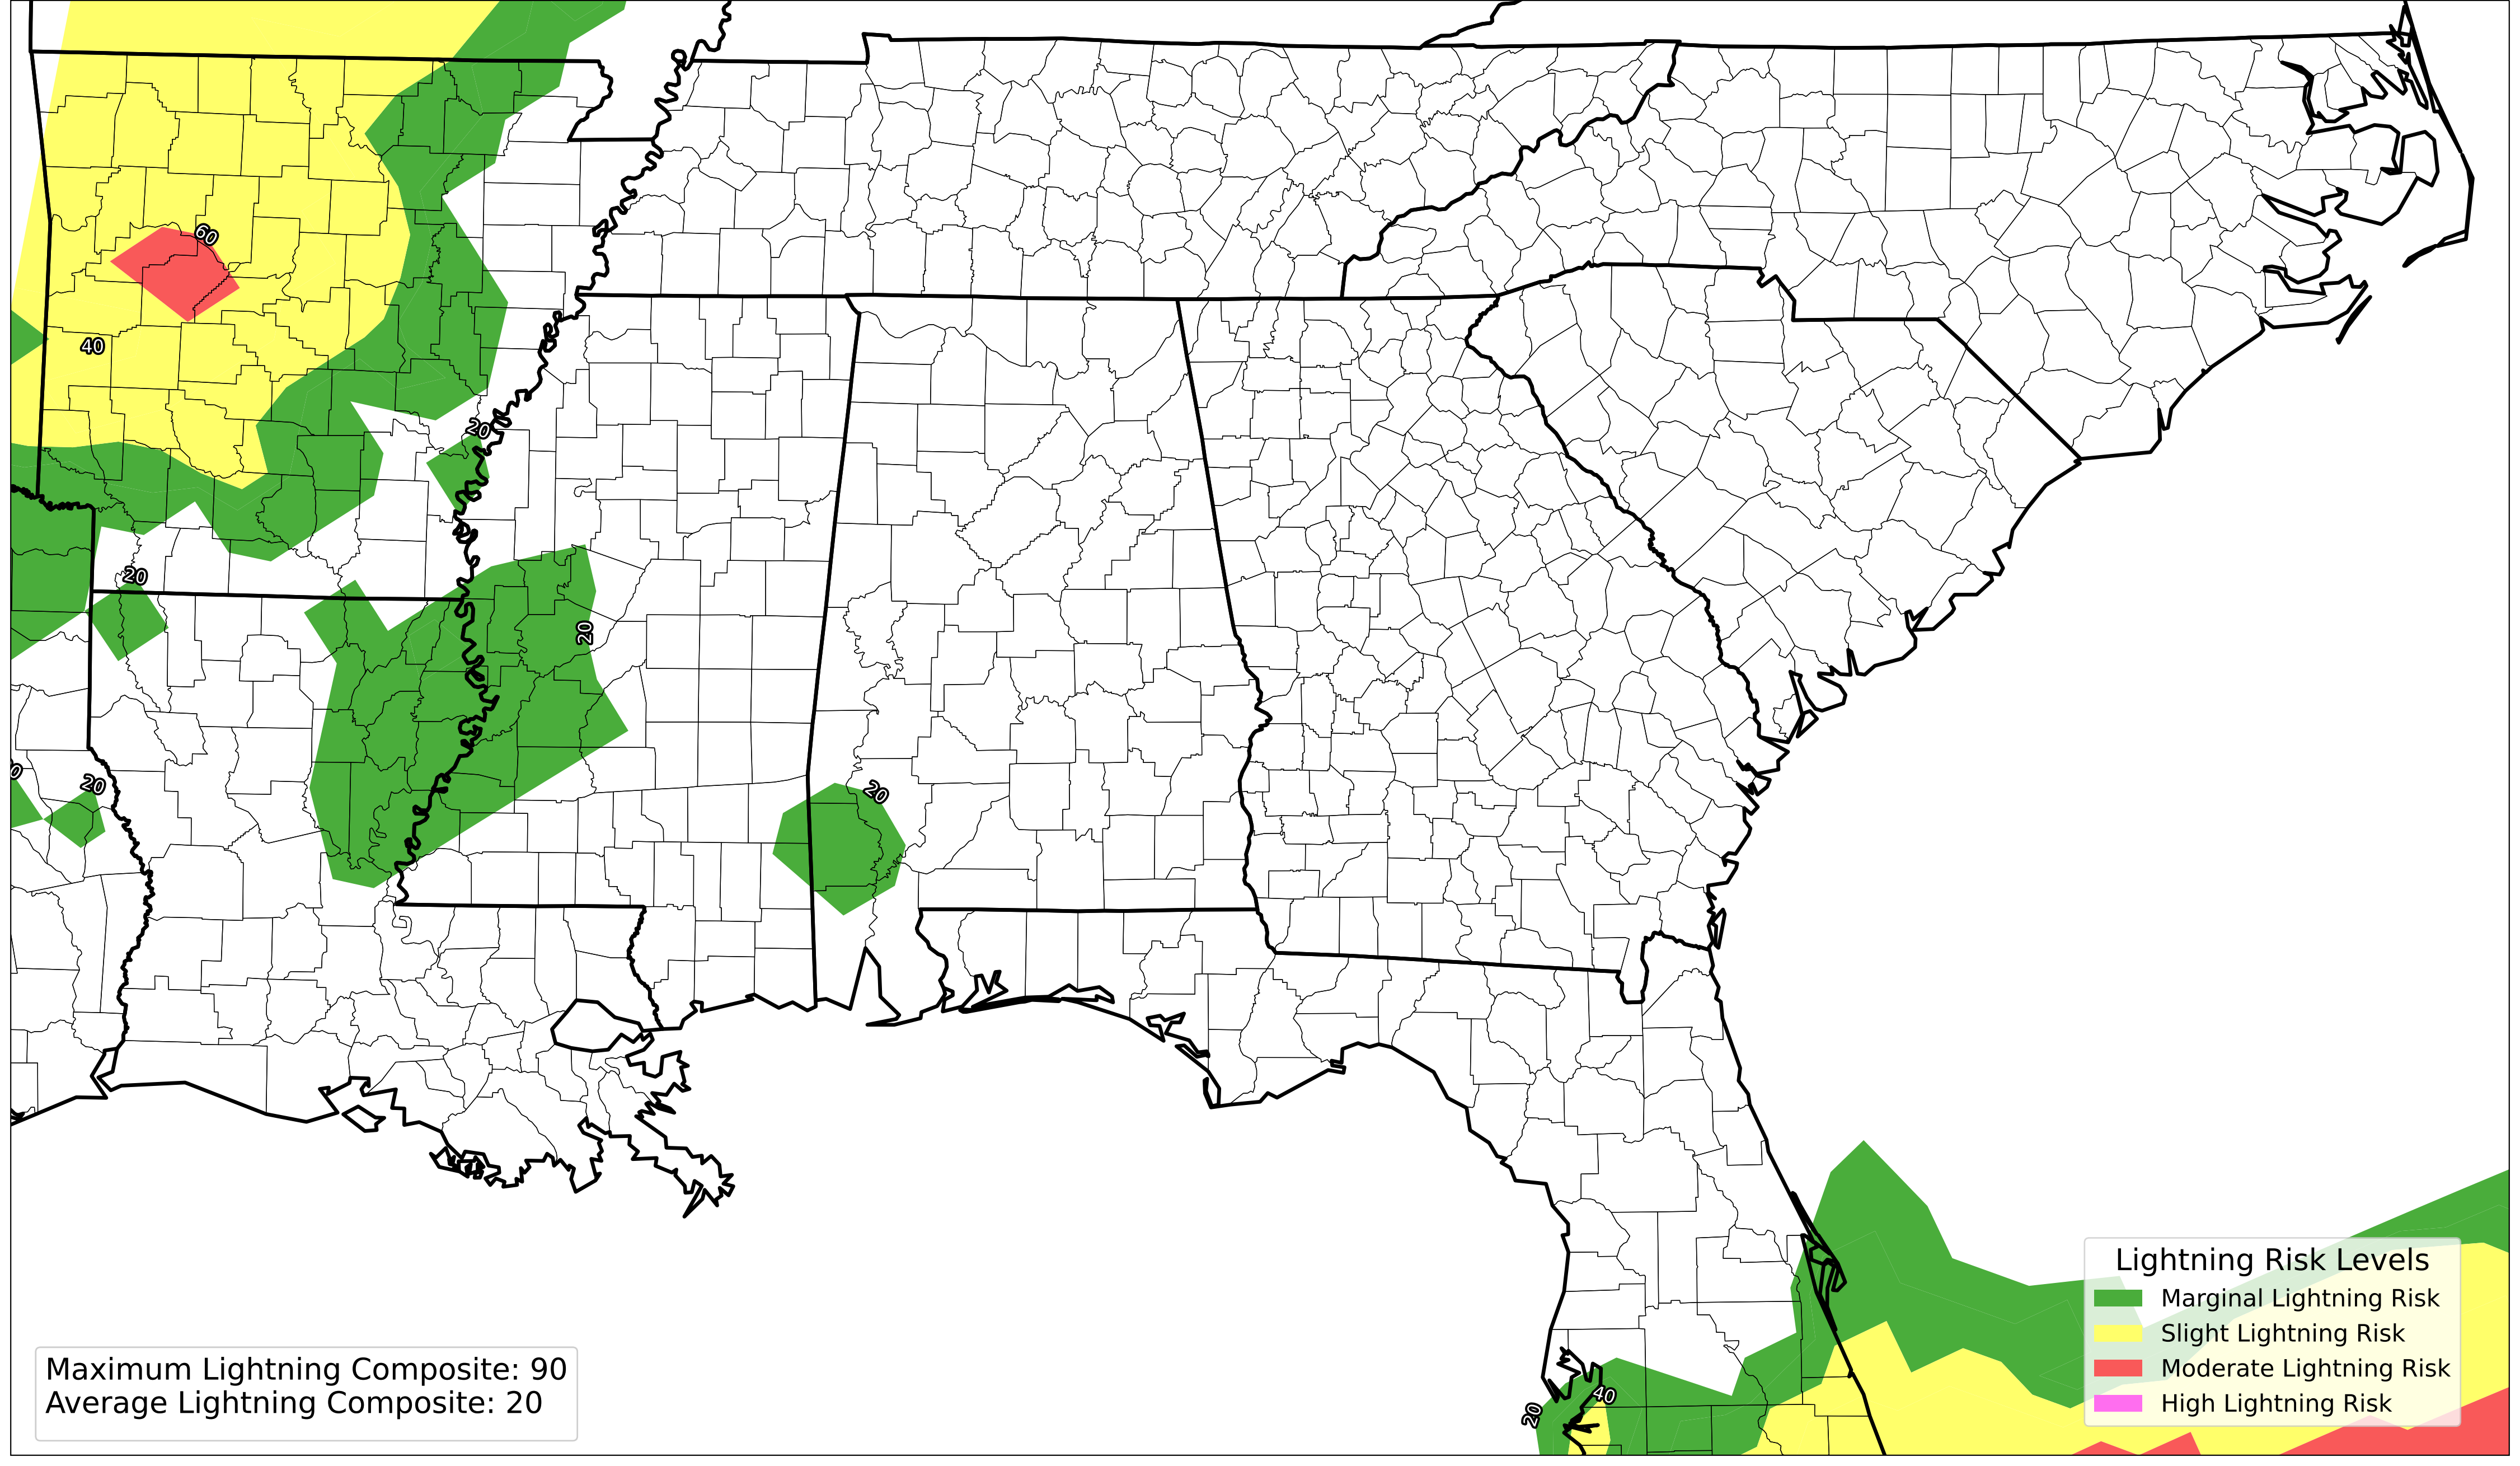 60
40
20
20
20
20
20
40
20
Lightning Risk Levels
Marginal Lightning Risk
Slight Lightning Risk
Moderate Lightning Risk
High Lightning Risk
Maximum Lightning Composite: 90
Average Lightning Composite: 20